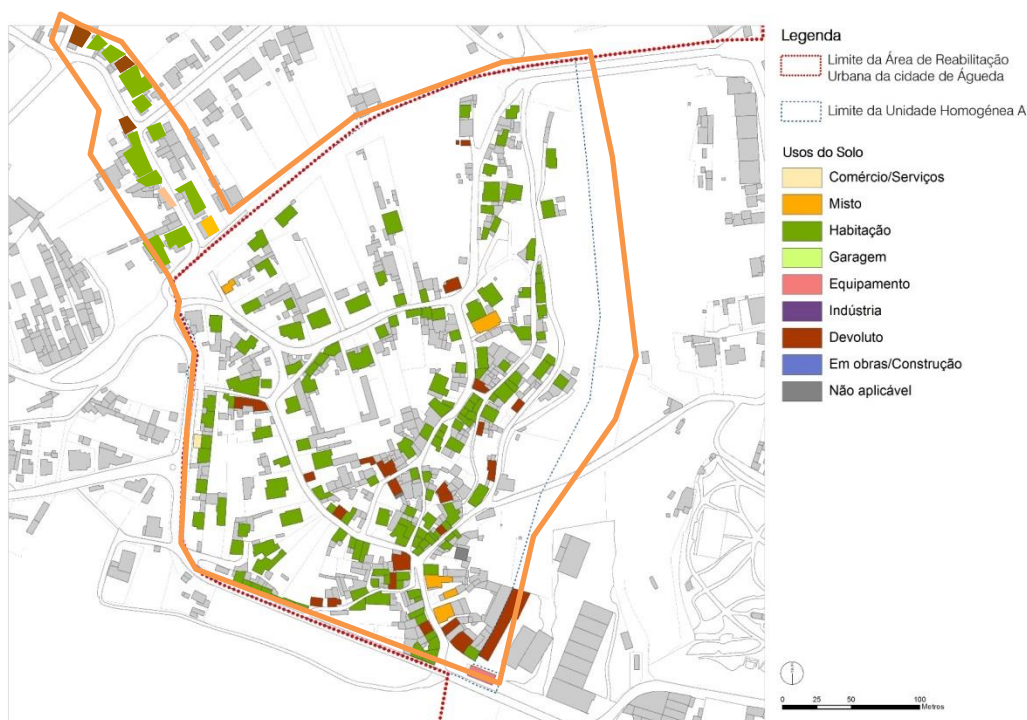 Legenda
Limite da Área de Reabilitação
Urbana da cidade de Águeda
Limite da Unidade Homogénea A
Usos do Solo
Comércio/Serviços
Misto
Habitação
Garagem
Equipamento
Indústria
Devoluto
Em obras/Construção
Não aplicável
0 25 50 100
Metros